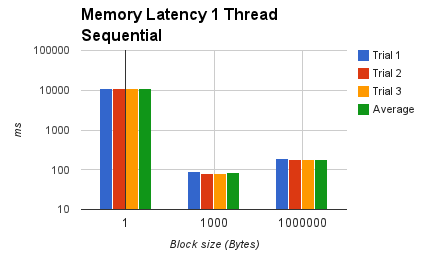 Memory Latency 1 Thread
Sequential
100000
10000
1000
100
10
ms
1 1000 1000000
Block size (Bytes)
Trial 1
Trial 2
Trial 3
Average